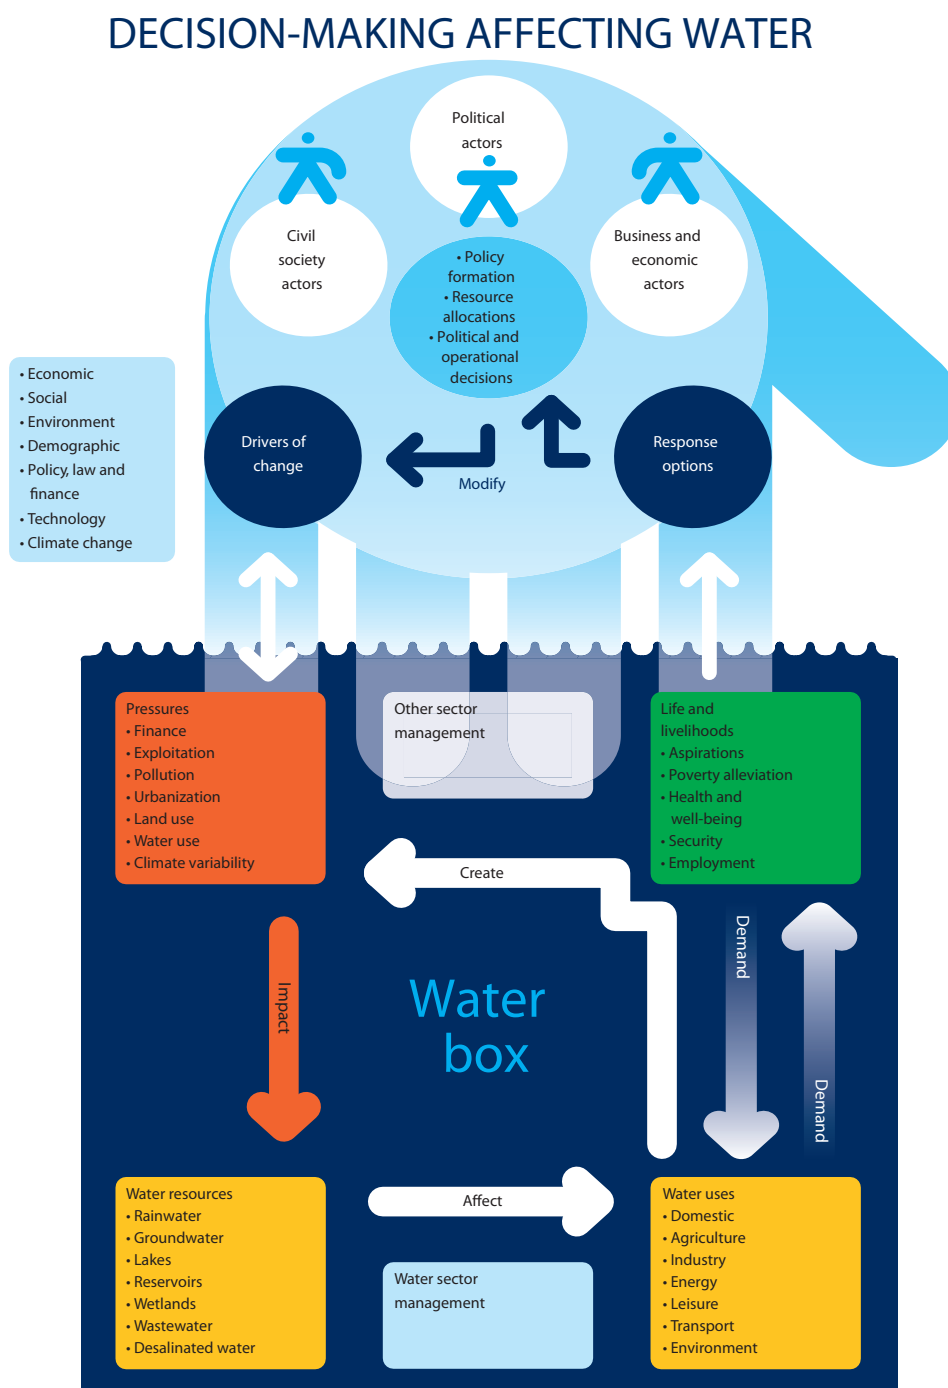 DECISION-MAKING AFFECTING WATER
Political
actors
Civil
society
actors
Business and
economic
actors
• Policy
formation
• Resource
allocations
• Political and
operational
decisions
• Economic
• Social
• Environment
• Demographic
• Policy, law and
finance
• Technology
• Climate change
Drivers of
change
Modify
Response
options
Pressures
• Finance
• Exploitation
• Pollution
• Urbanization
• Land use
• Water use
• Climate variability
Other sector
management
Life and
livelihoods
• Aspirations
• Poverty alleviation
• Health and
well-being
• Security
• Employment
Create
Impact
Water
box
Demand
Demand
Water resources
• Rainwater
• Groundwater
• Lakes
• Reservoirs
• Wetlands
• Wastewater
• Desalinated water
Affect
Water sector
management
Water uses
• Domestic
• Agriculture
• Industry
• Energy
• Leisure
• Transport
• Environment